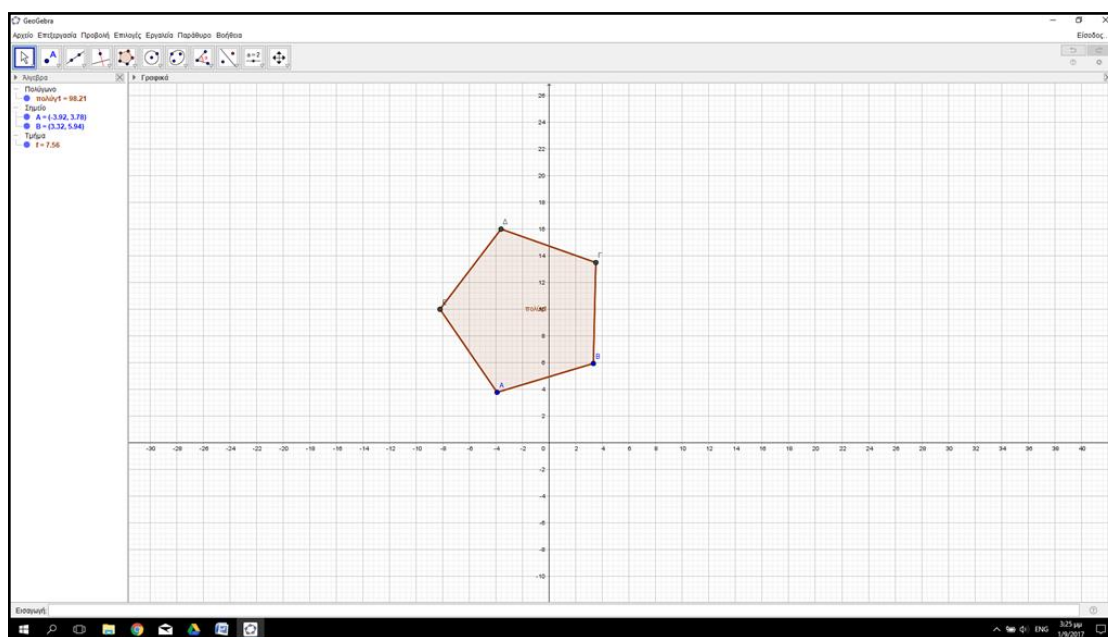 GeoGebra
Αρχείο Επεξεργασία Προβολή Επιλογές Εργαλεία Παράθυρο Βοήθεια
Είσοδος...
A
a=2
Άλγεβρα
Γραφικά
Πολύγωνο
πολύγ1 = 98.21
Σημείο
A = (-3.92, 3.78)
B = (3.32, 5.94)
Τμήμα
f = 7.56
26
24
22
20
18
16
14
12
10
8
6
4
2
-30 -28 -26 -24 -22 -20 -18 -16 -14 -12 -10 -8 -6 -4 -2 0 2 4 6 8 10 12 14 16 18 20 22 24 26 28 30 32 34 36 38 40
-2
-4
-6
-8
-10
Δ
Γ
B
A
Εισαγωγή:
ENG
3:25 μμ
1/9/2017